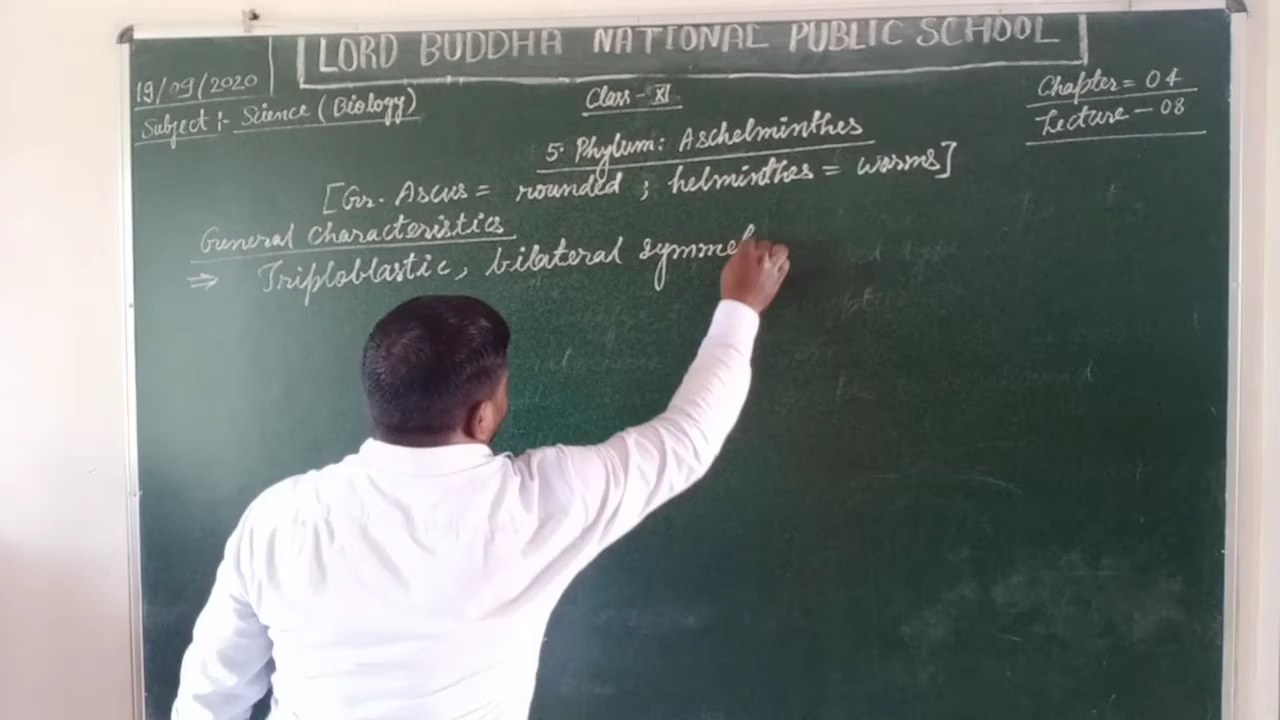 LORD BUDDHA NATIONAL PUBLIC SCHOOL
19/09/2020
Subject :- Science (Biology)
Class - XI
Chapter = 04
Lecture - 08
5. Phylum: Aschelminthes
[Gr. Ascus = rounded ; helminthes = worms]
General characteristics
⇒ Triploblastic, bilateral symmet